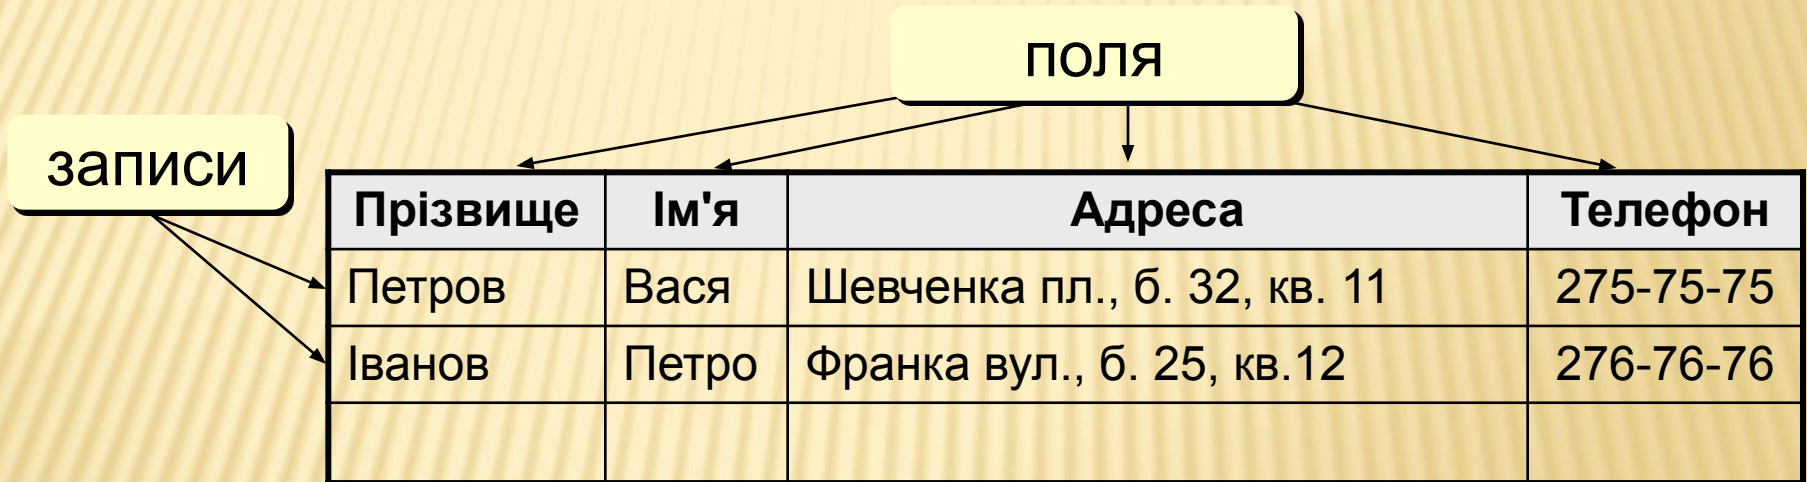 поля
записи
Прізвище Ім'я Адреса Телефон
Петров Вася Шевченка пл., б. 32, кв. 11 275-75-75
Іванов Петро Франка вул., б. 25, кв.12 276-76-76